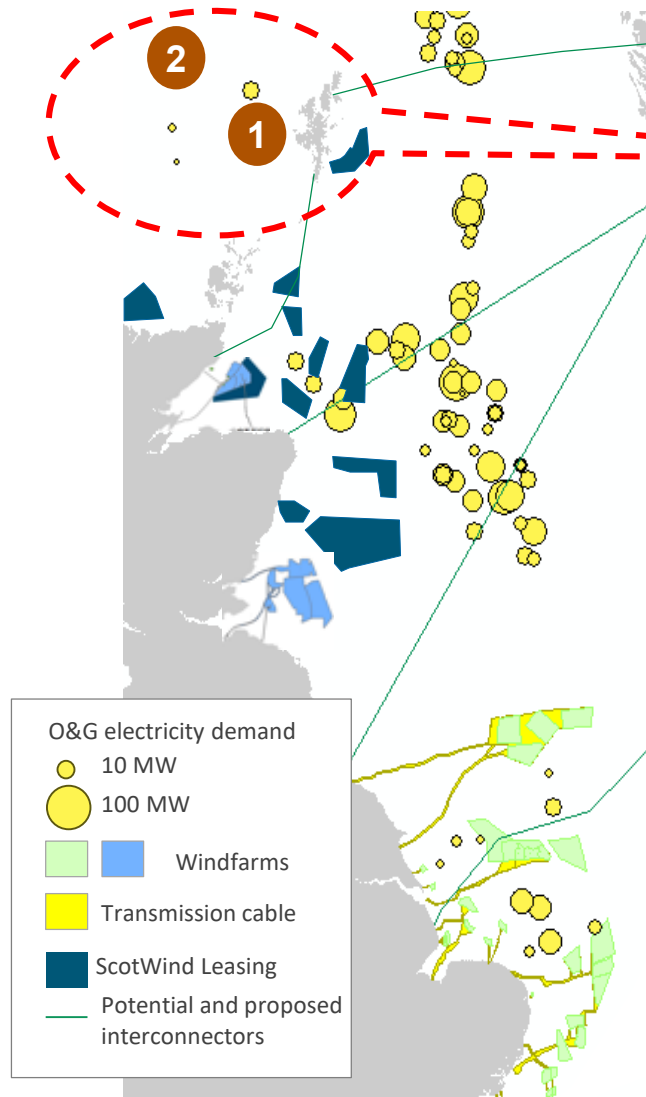 2
1
O&G electricity demand
10 MW
100 MW
Windfarms
Transmission cable
ScotWind Leasing
Potential and proposed
interconnectors